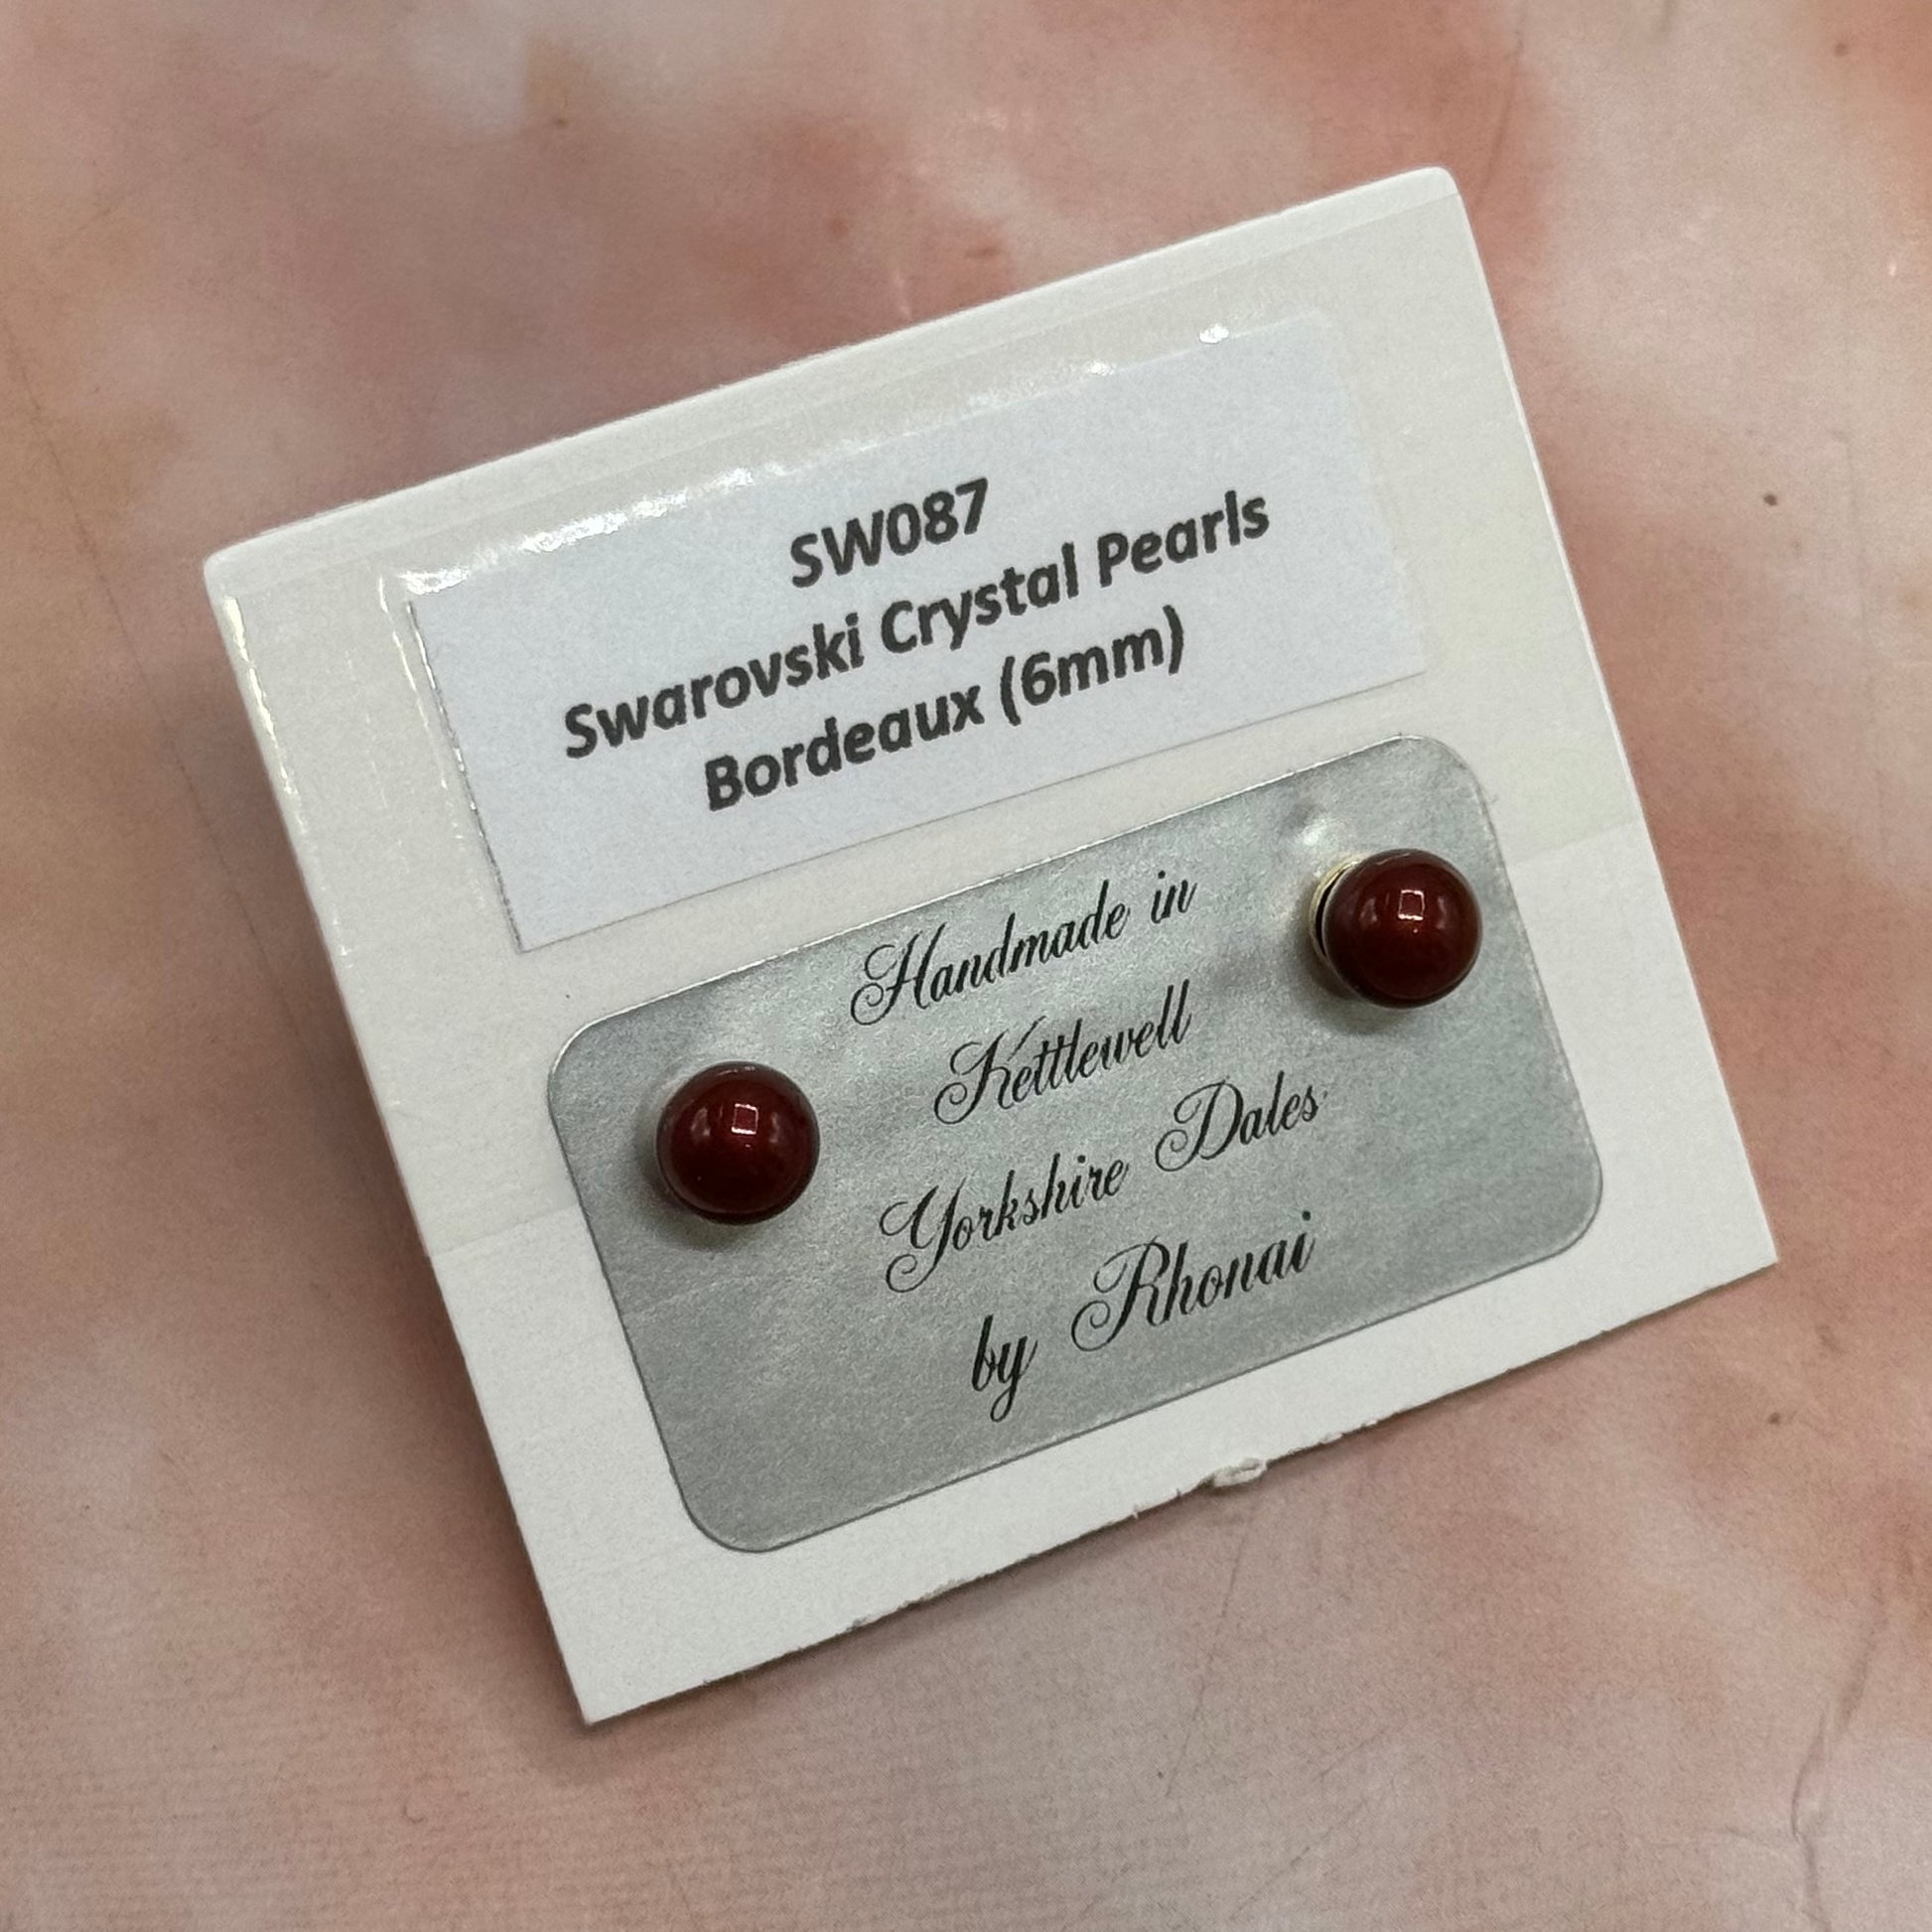 SW087
Swarovski Crystal Pearls
Bordeaux (6mm)
Handmade in
Kettlewell
Yorkshire Dales
by Rhonai